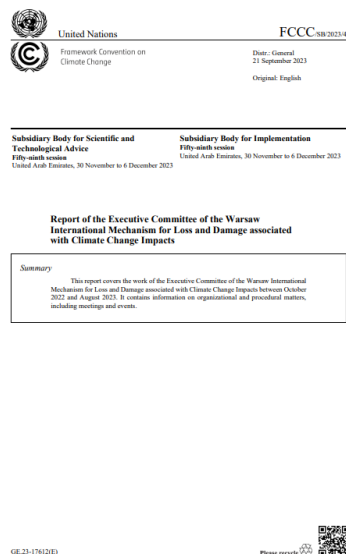 United Nations
FCCC/SB/2023/4
Framework Convention on
Climate Change
Distr.: General
21 September 2023
Original: English
Subsidiary Body for Scientific and
Technological Advice
Fifty-ninth session
United Arab Emirates, 30 November to 6 December 2023
Subsidiary Body for Implementation
Fifty-ninth session
United Arab Emirates, 30 November to 6 December 2023
Report of the Executive Committee of the Warsaw
International Mechanism for Loss and Damage associated
with Climate Change Impacts
Summary
This report covers the work of the Executive Committee of the Warsaw International
Mechanism for Loss and Damage associated with Climate Change Impacts between October
2022 and August 2023. It contains information on organizational and procedural matters,
including meetings and events.
GE.23-17612(E)
Please recycle